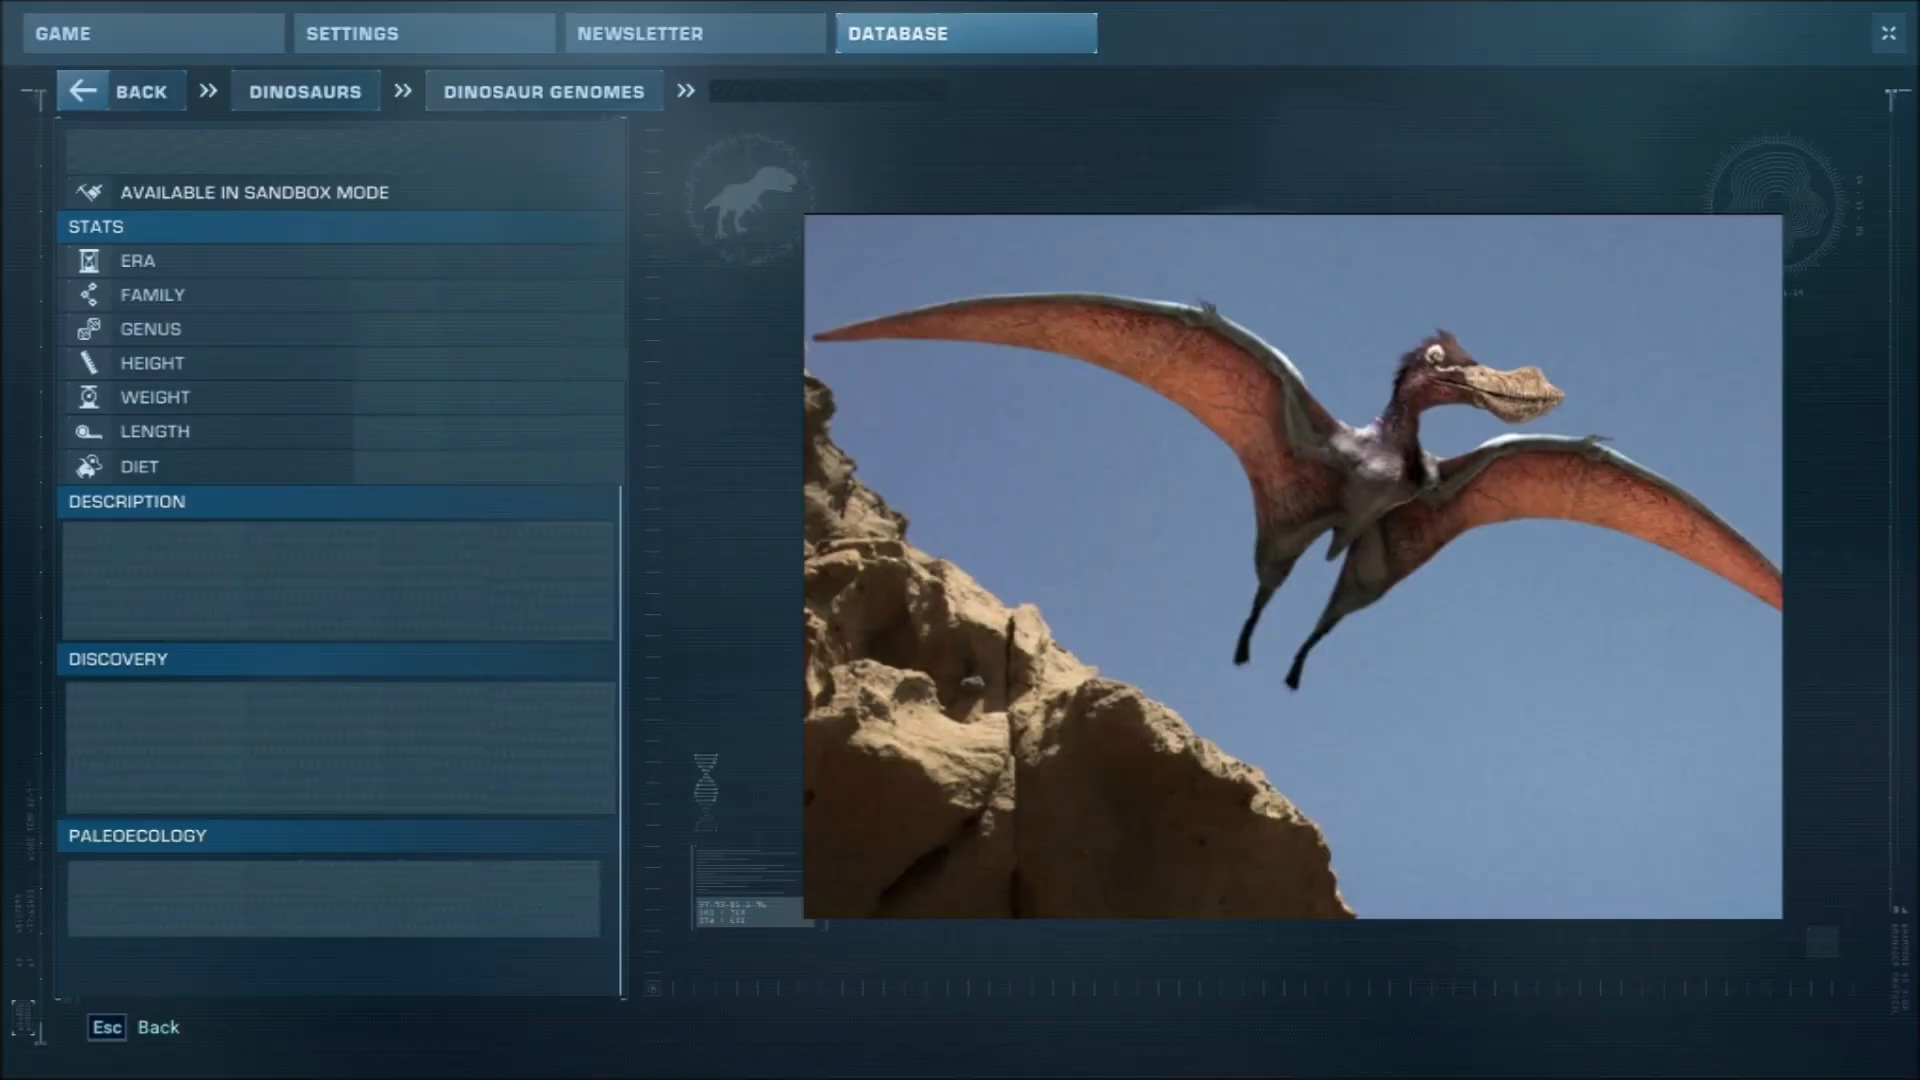 GAME
SETTINGS
NEWSLETTER
DATABASE
BACK
DINOSAURS
DINOSAUR GENOMES
AVAILABLE IN SANDBOX MODE
STATS
ERA
FAMILY
GENUS
HEIGHT
WEIGHT
LENGTH
DIET
DESCRIPTION
DISCOVERY
PALEOECOLOGY
Esc Back